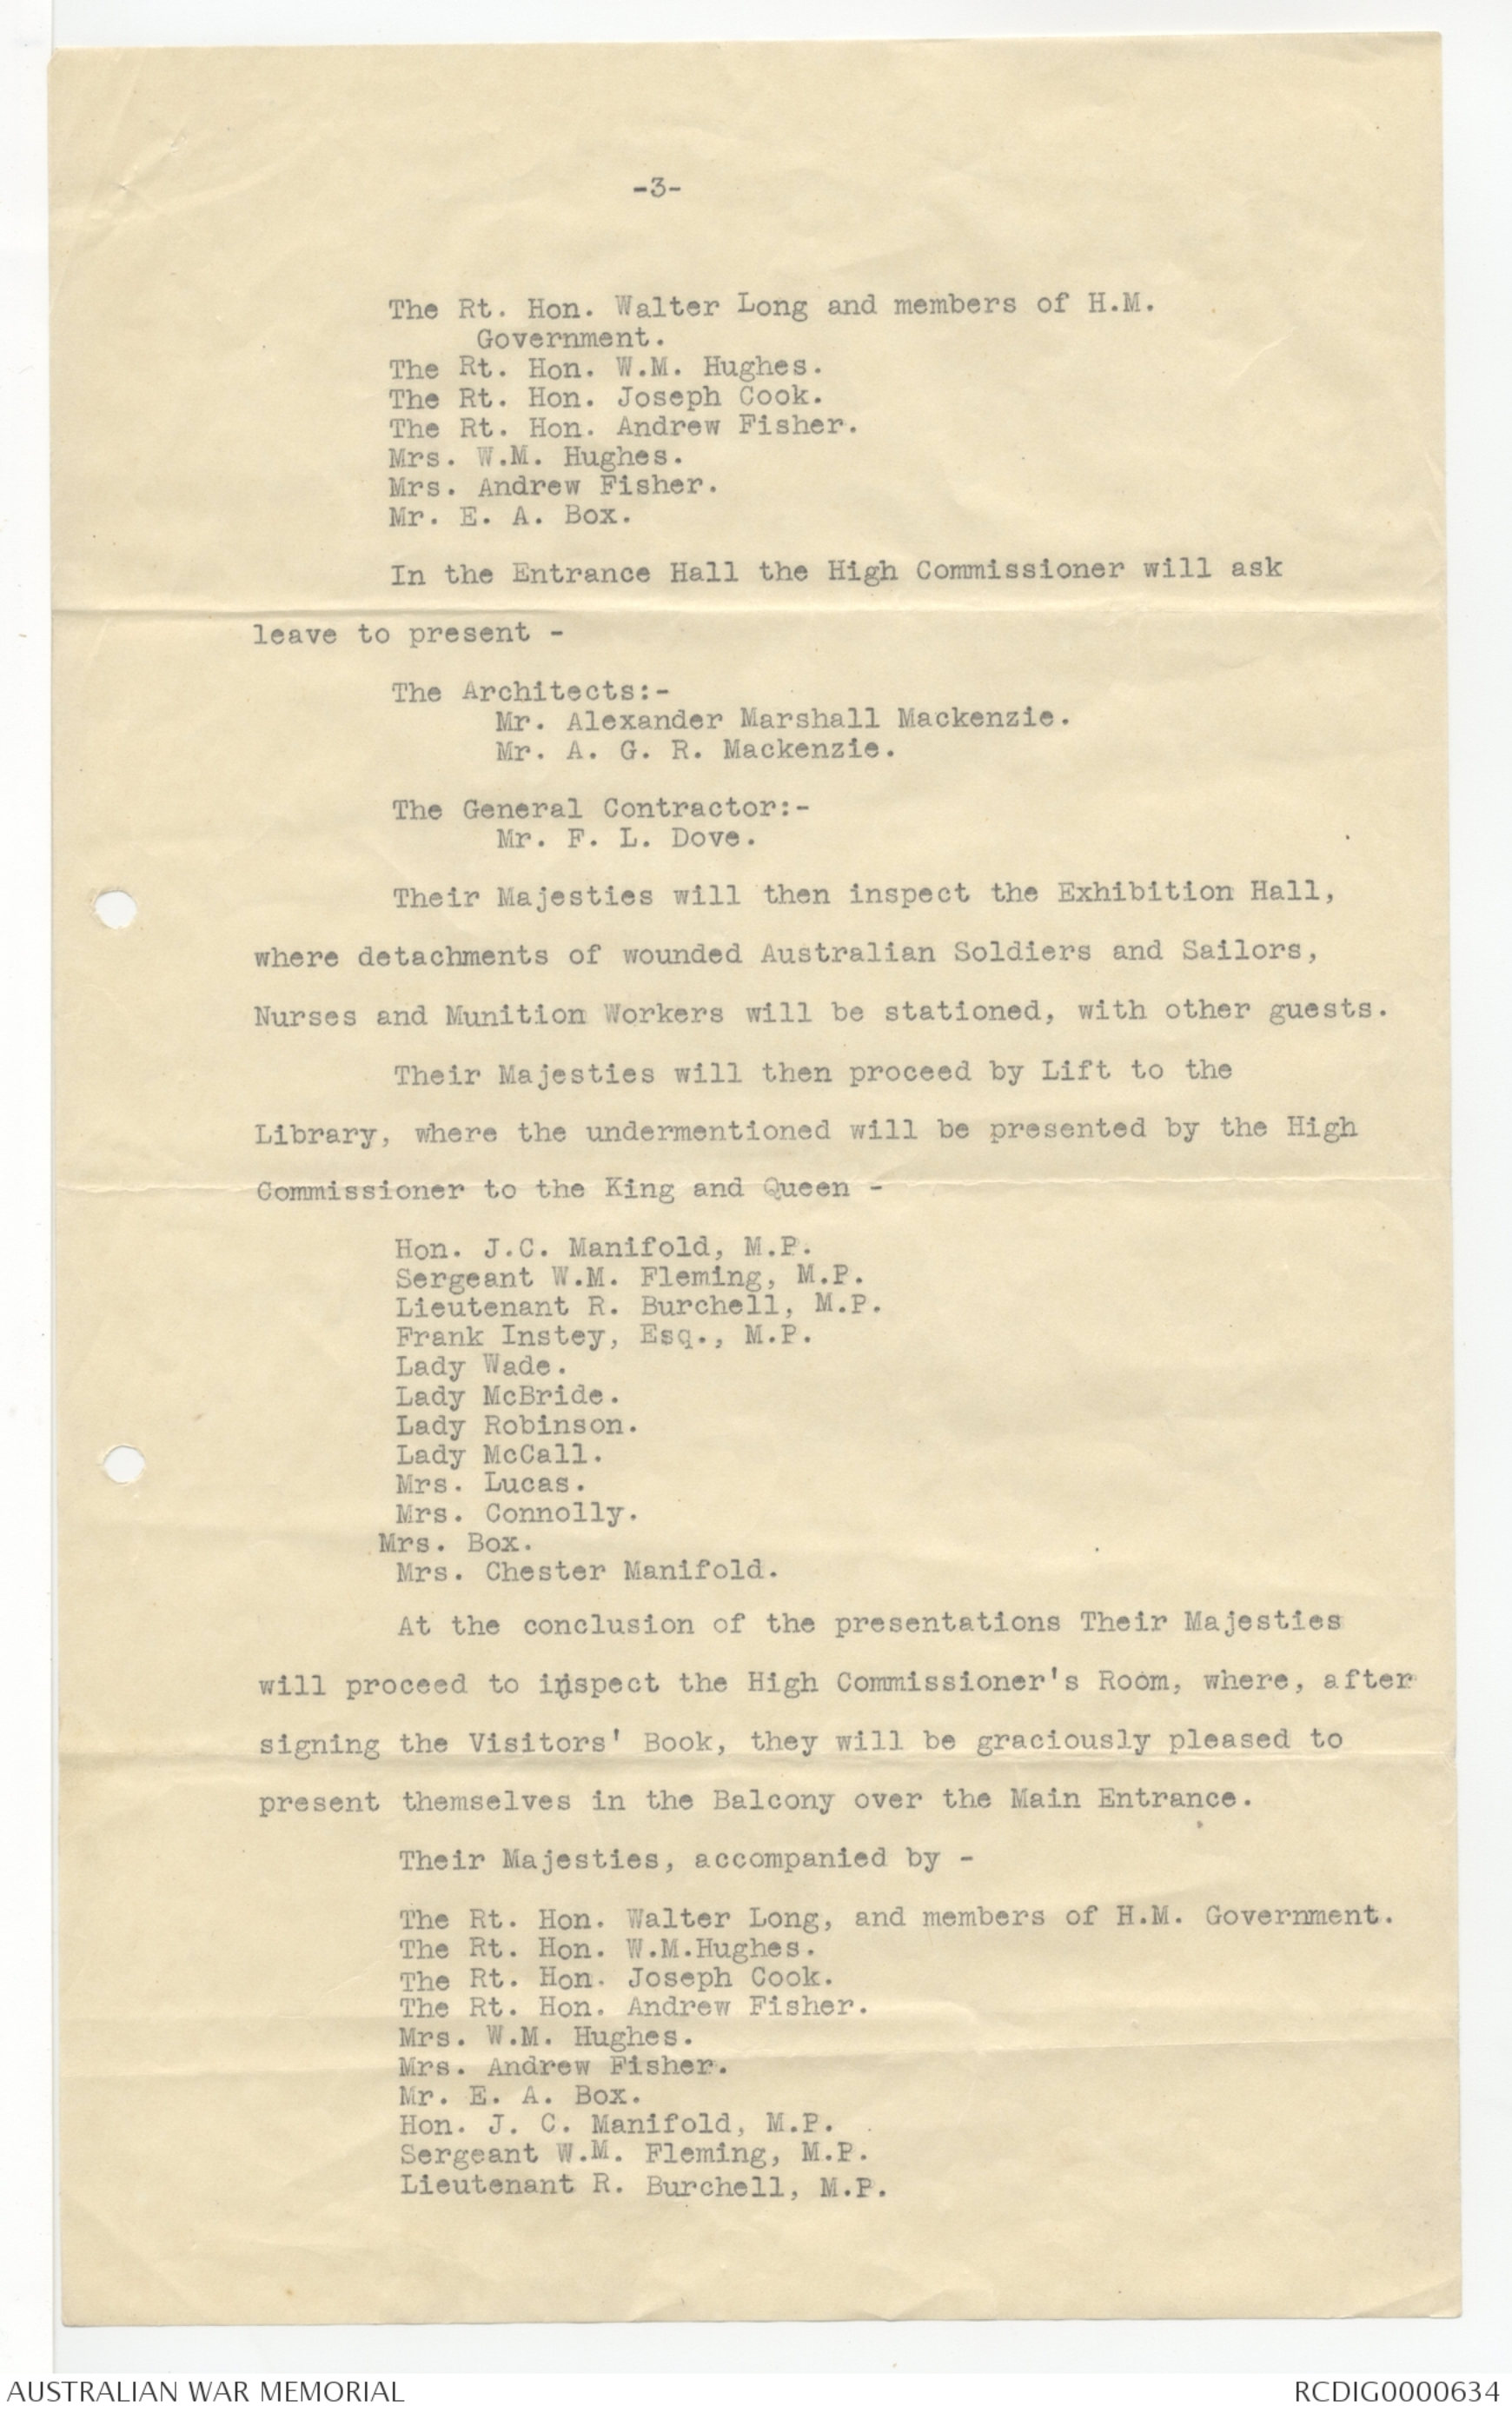 -3-
The Rt. Hon. Walter Long and members of H.M.
Government.
The Rt. Hon. W.M. Hughes.
The Rt. Hon. Joseph Cook.
The Rt. Hon. Andrew Fisher.
Mrs. W.M. Hughes.
Mrs. Andrew Fisher.
Mr. E. A. Box.
In the Entrance Hall the High Commissioner will ask
leave to present -
The Architects:-
Mr. Alexander Marshall Mackenzie.
Mr. A. G. R. Mackenzie.
The General Contractor:-
Mr. F. L. Dove.
Their Majesties will then inspect the Exhibition Hall,
where detachments of wounded Australian Soldiers and Sailors,
Nurses and Munition Workers will be stationed, with other guests.
Their Majesties will then proceed by Lift to the
Library, where the undermentioned will be presented by the High
Commissioner to the King and Queen -
Hon. J.C. Manifold, M.P.
Sergeant W.M. Fleming, M.P.
Lieutenant R. Burchell, M.P.
Frank Instey, Esq., M.P.
Lady Wade.
Lady McBride.
Lady Robinson.
Lady McCall.
Mrs. Lucas.
Mrs. Connolly.
Mrs. Box.
Mrs. Chester Manifold.
At the conclusion of the presentations Their Majesties
will proceed to inspect the High Commissioner's Room, where, after
signing the Visitors' Book, they will be graciously pleased to
present themselves in the Balcony over the Main Entrance.
Their Majesties, accompanied by -
The Rt. Hon. Walter Long, and members of H.M. Government.
The Rt. Hon. W.M.Hughes.
The Rt. Hon. Joseph Cook.
The Rt. Hon. Andrew Fisher.
Mrs. W.M. Hughes.
Mrs. Andrew Fisher.
Mr. E. A. Box.
Hon. J. C. Manifold, M.P.
Sergeant W.M. Fleming, M.P.
Lieutenant R. Burchell, M.P.
AUSTRALIAN WAR MEMORIAL
RCDIG0000634